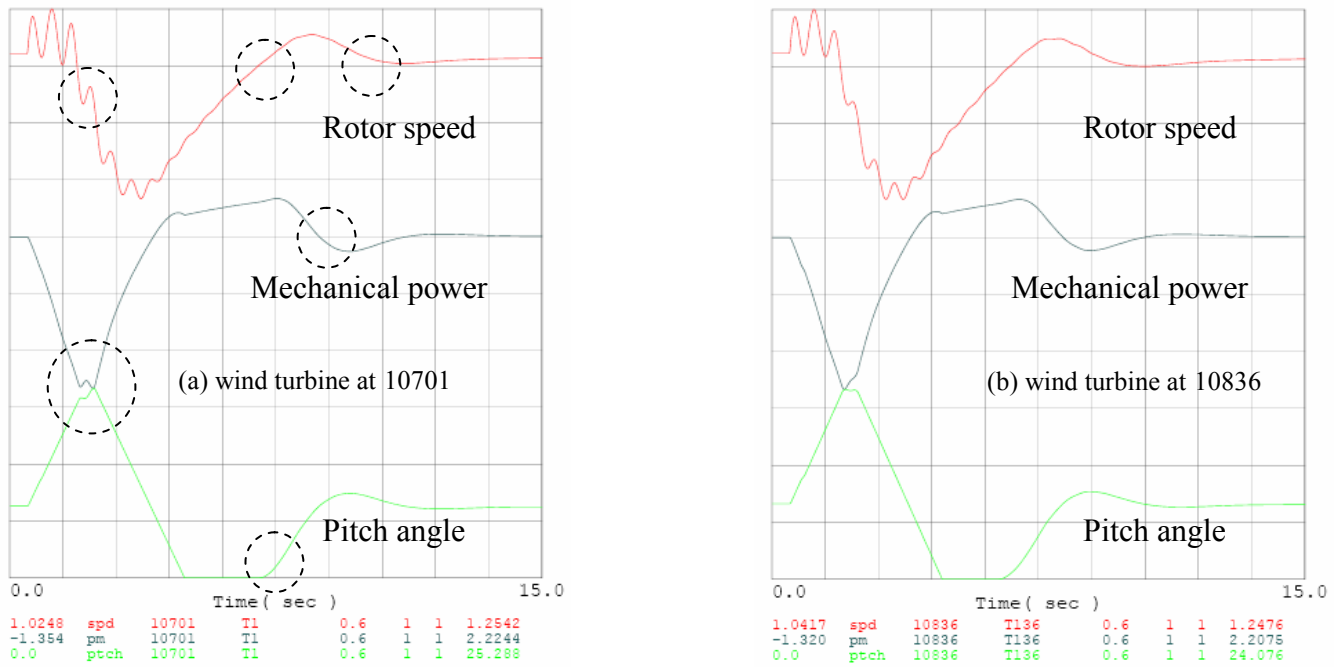 Rotor speed
Mechanical power
(a) wind turbine at 10701
Pitch angle
0.0 15.0
Time( sec )
1.0248 spd 10701 T1 0.6 1 1 1.2542
-1.354 pm 10701 T1 0.6 1 1 2.2244
0.0 ptch 10701 T1 0.6 1 1 25.288
Rotor speed
Mechanical power
(b) wind turbine at 10836
Pitch angle
0.0 15.0
Time( sec )
1.0417 spd 10836 T136 0.6 1 1 1.2476
-1.320 pm 10836 T136 0.6 1 1 2.2075
0.0 ptch 10836 T136 0.6 1 1 24.076